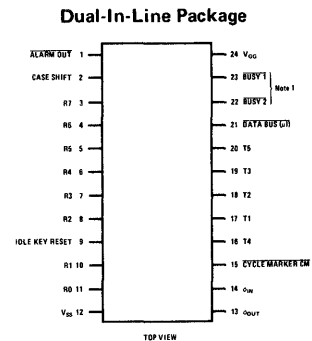 Dual-In-Line Package
ALARM OUT 1
CASE SHIFT 2
R7 3
R6 4
R5 5
R4 6
R3 7
R2 8
IDLE KEY RESET 9
R1 10
R0 11
VSS 12
24 VGG
23 BUSY 1
22 BUSY 2
Note 1
21 DATA BUS (μI)
20 T5
19 T3
18 T2
17 T1
16 T4
15 CYCLE MARKER CM
14 ϕIN
13 ϕOUT
TOP VIEW